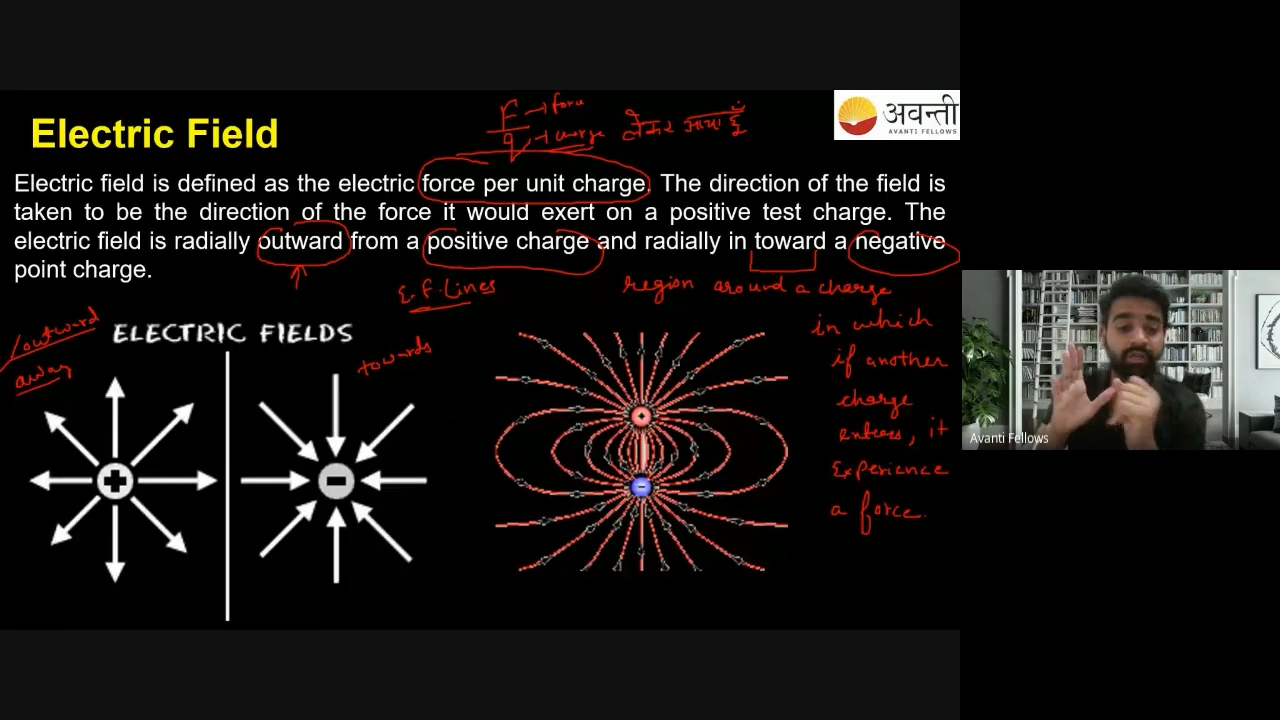 F → force
q → charge
अवन्ती
AVANTI FELLOWS
Electric Field
Electric field is defined as the electric force per unit charge. The direction of the field is
taken to be the direction of the force it would exert on a positive test charge. The
electric field is radially outward from a positive charge and radially in toward a negative
point charge.
E.F. Lines
region around a charge
in which
if another
charge
enters, it
Experience
a force.
outward
away
ELECTRIC FIELDS
towards
+
-
+
-
Avanti Fellows